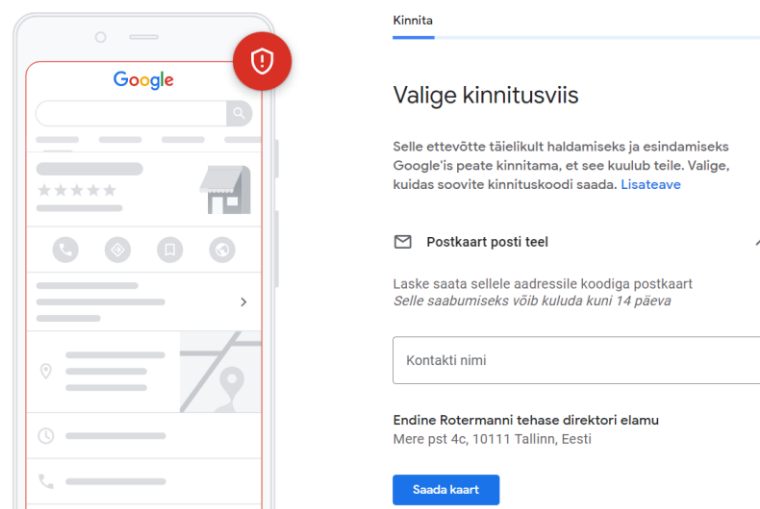 Google
Kinnita
Valige kinnitusviis
Selle ettevõtte täielikult haldamiseks ja esindamiseks
Google'is peate kinnitama, et see kuulub teile. Valige,
kuidas soovite kinnituskoodi saada. Lisateave
Postkaart posti teel
Laske saata sellele aadressile koodiga postkaart
Selle saabumiseks võib kuluda kuni 14 päeva
Kontakti nimi
Endine Rotermanni tehase direktori elamu
Mere pst 4c, 10111 Tallinn, Eesti
Saada kaart